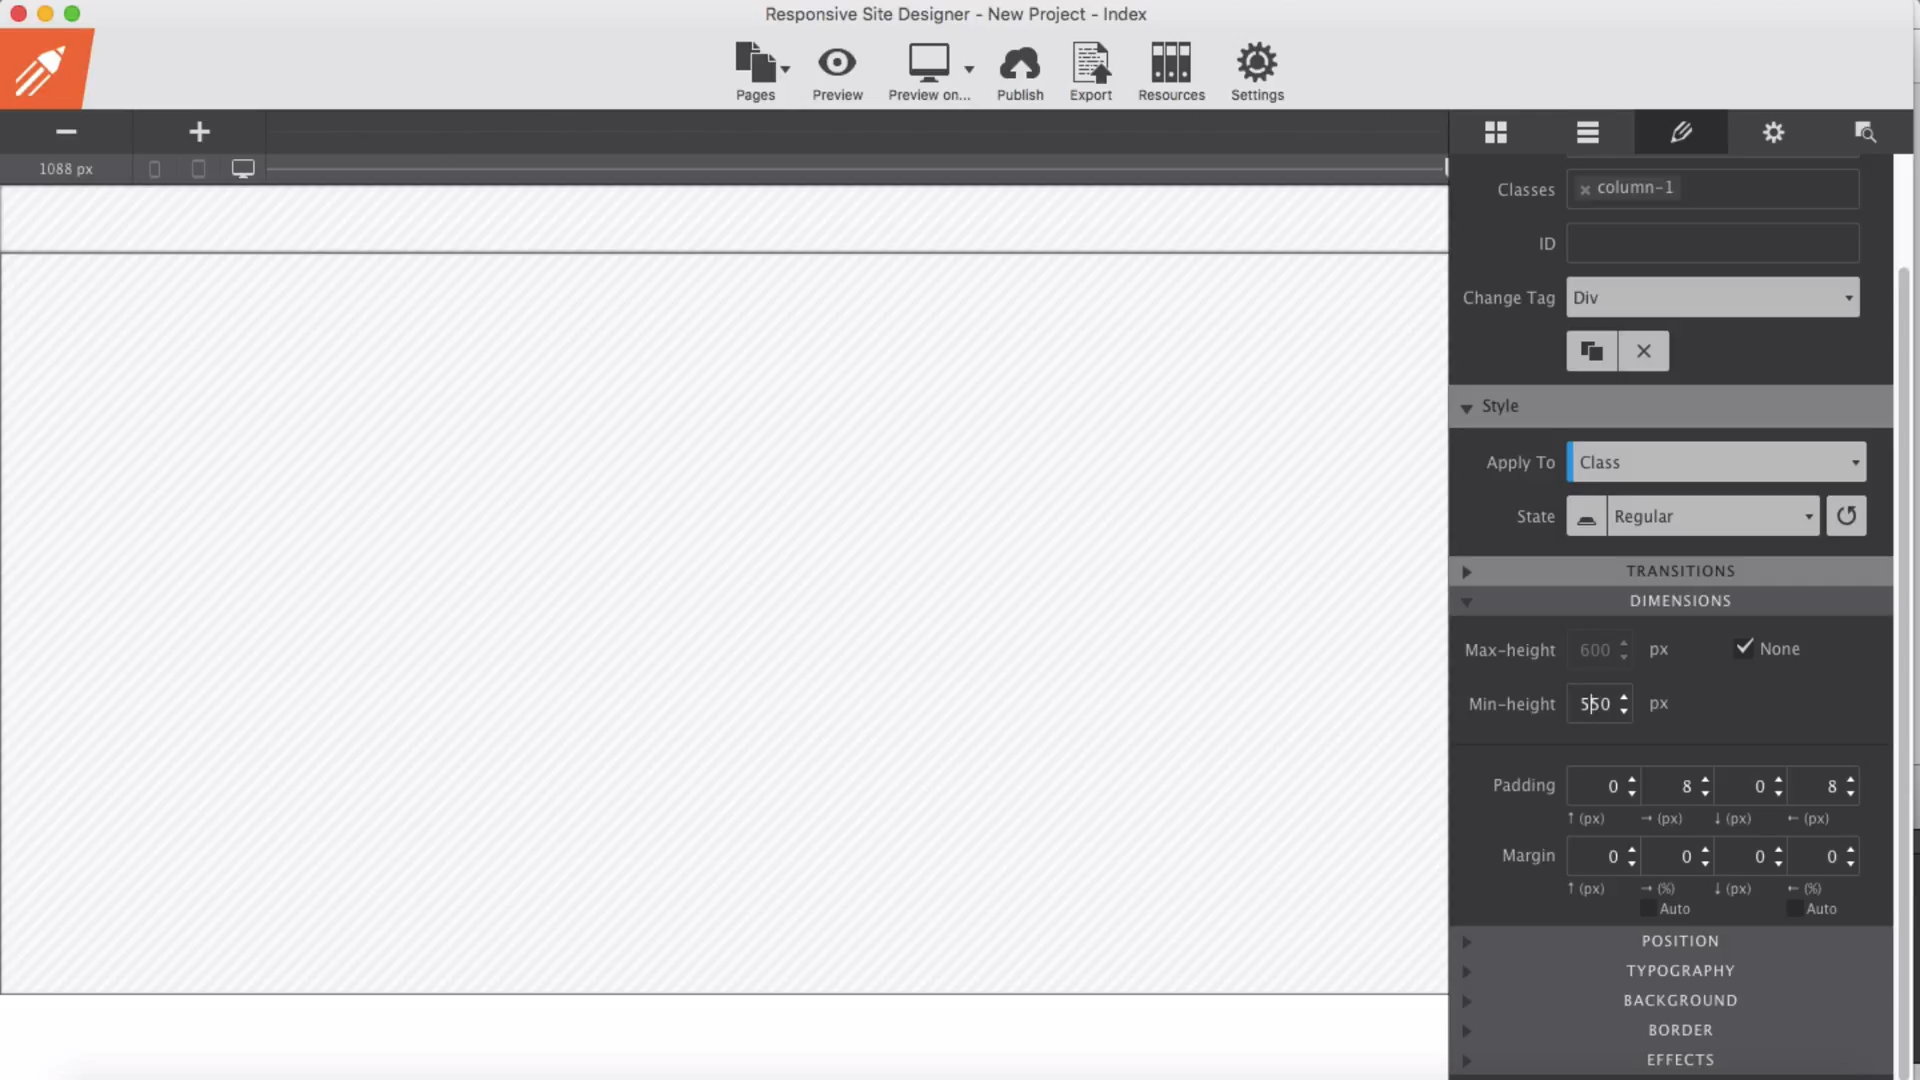 Responsive Site Designer - New Project - Index
Pages
Preview
Preview on...
Publish
Export
Resources
Settings
1088 px
Classes
× column-1
ID
Change Tag
Div
Style
Apply To
Class
State
Regular
TRANSITIONS
DIMENSIONS
Max-height 600 px None
Min-height 550 px
Padding 0 8 0 8
↑ (px) → (px) ↓ (px) ← (px)
Margin 0 0 0 0
↑ (px) → (%) ↓ (px) ← (%)
Auto Auto
POSITION
TYPOGRAPHY
BACKGROUND
BORDER
EFFECTS